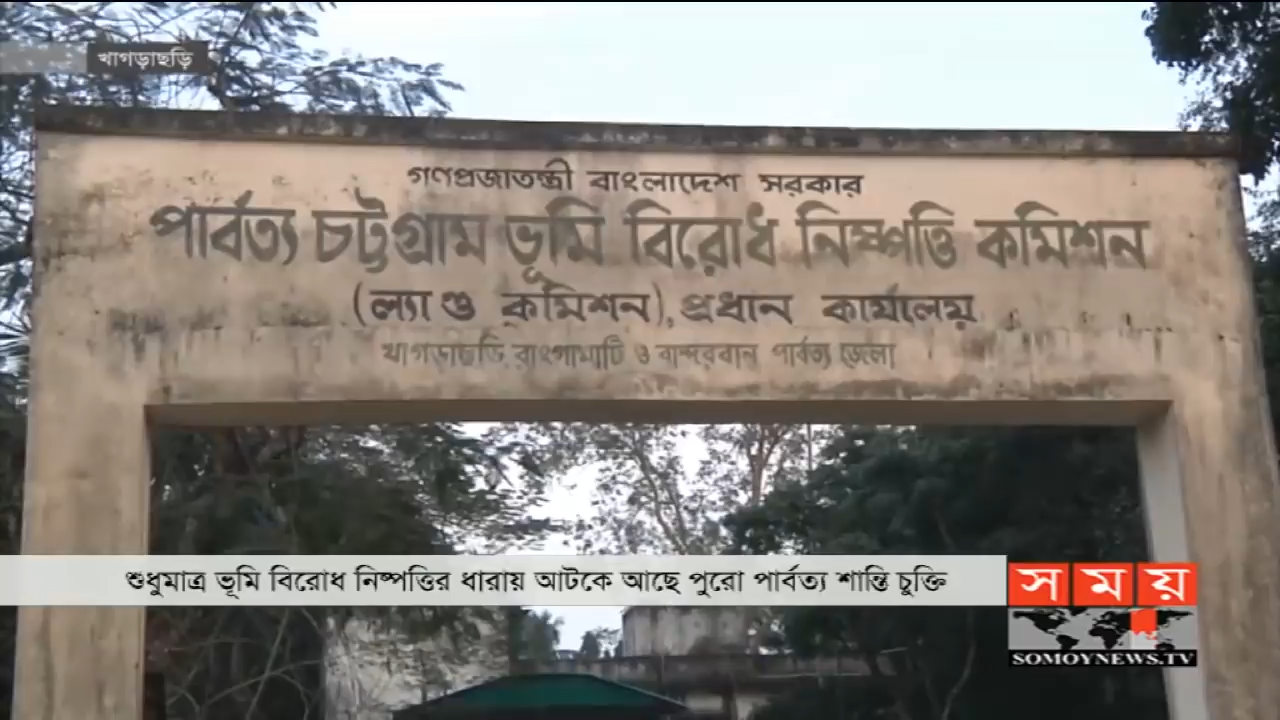 খাগড়াছড়ি
গণপ্রজাতন্ত্রী বাংলাদেশ সরকার
পার্বত্য চট্টগ্রাম ভূমি বিরোধ নিষ্পত্তি কমিশন
(ল্যাণ্ড কমিশন), প্রধান কার্যালয়
খাগড়াছড়ি, রাংগামাটি ও বান্দরবান পার্বত্য জেলা
শুধুমাত্র ভূমি বিরোধ নিষ্পত্তির ধারায় আটকে আছে পুরো পার্বত্য শান্তি চুক্তি
সময়
SOMOYNEWS.TV